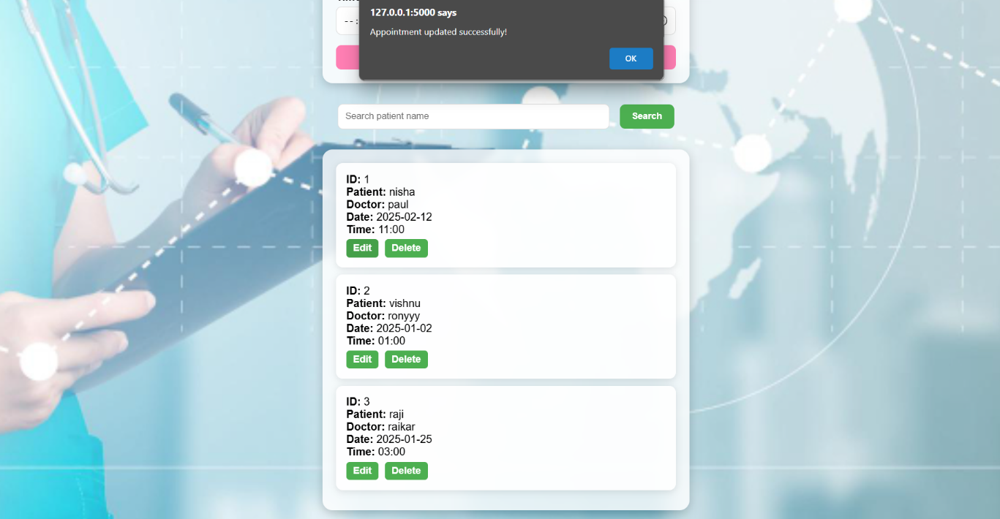 127.0.0.1:5000 says
Appointment updated successfully!
OK
--:
Search patient name
Search
ID: 1
Patient: nisha
Doctor: paul
Date: 2025-02-12
Time: 11:00
Edit Delete
ID: 2
Patient: vishnu
Doctor: ronyyy
Date: 2025-01-02
Time: 01:00
Edit Delete
ID: 3
Patient: raji
Doctor: raikar
Date: 2025-01-25
Time: 03:00
Edit Delete